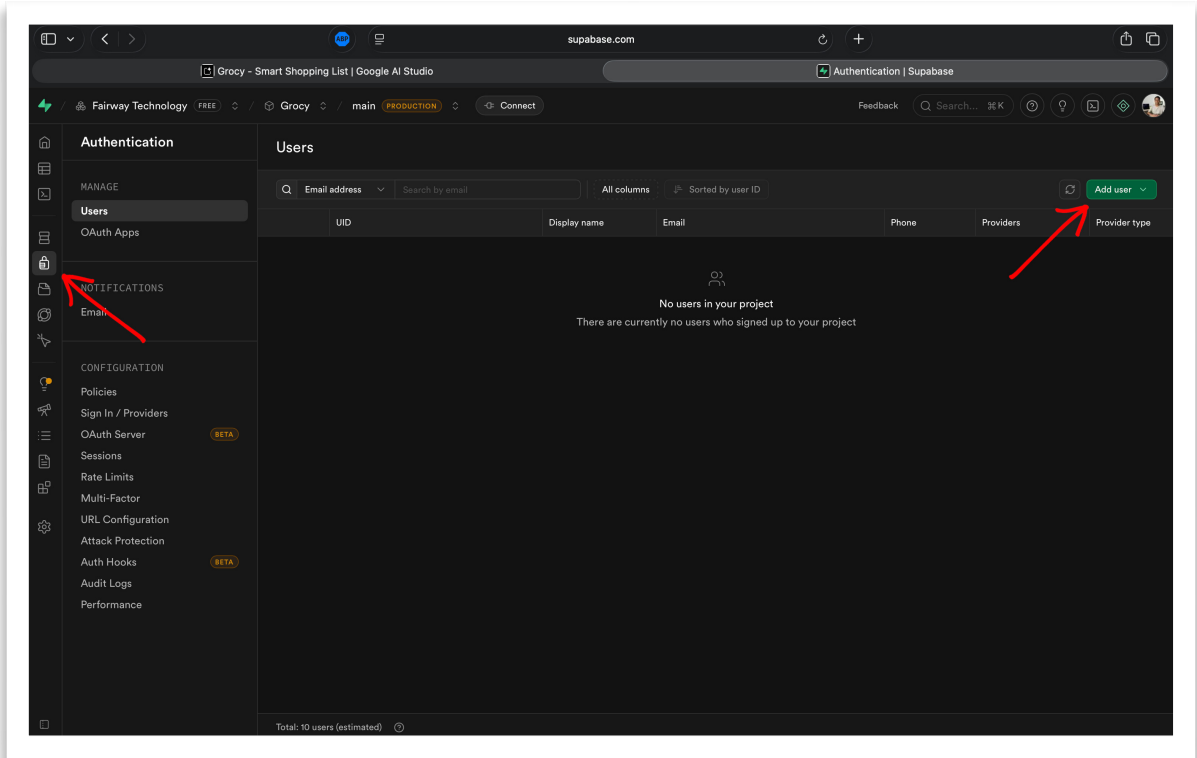 ABP
supabase.com
Grocy - Smart Shopping List | Google AI Studio
Authentication | Supabase
Fairway Technology FREE / Grocy / main PRODUCTION Connect
Feedback Search... ⌘K
Authentication
Users
MANAGE
Email address Search by email All columns Sorted by user ID Add user
Users
UID Display name Email Phone Providers Provider type
OAuth Apps
No users in your project
There are currently no users who signed up to your project
NOTIFICATIONS
Email
CONFIGURATION
Policies
Sign In / Providers
OAuth Server BETA
Sessions
Rate Limits
Multi-Factor
URL Configuration
Attack Protection
Auth Hooks BETA
Audit Logs
Performance
Total: 10 users (estimated)